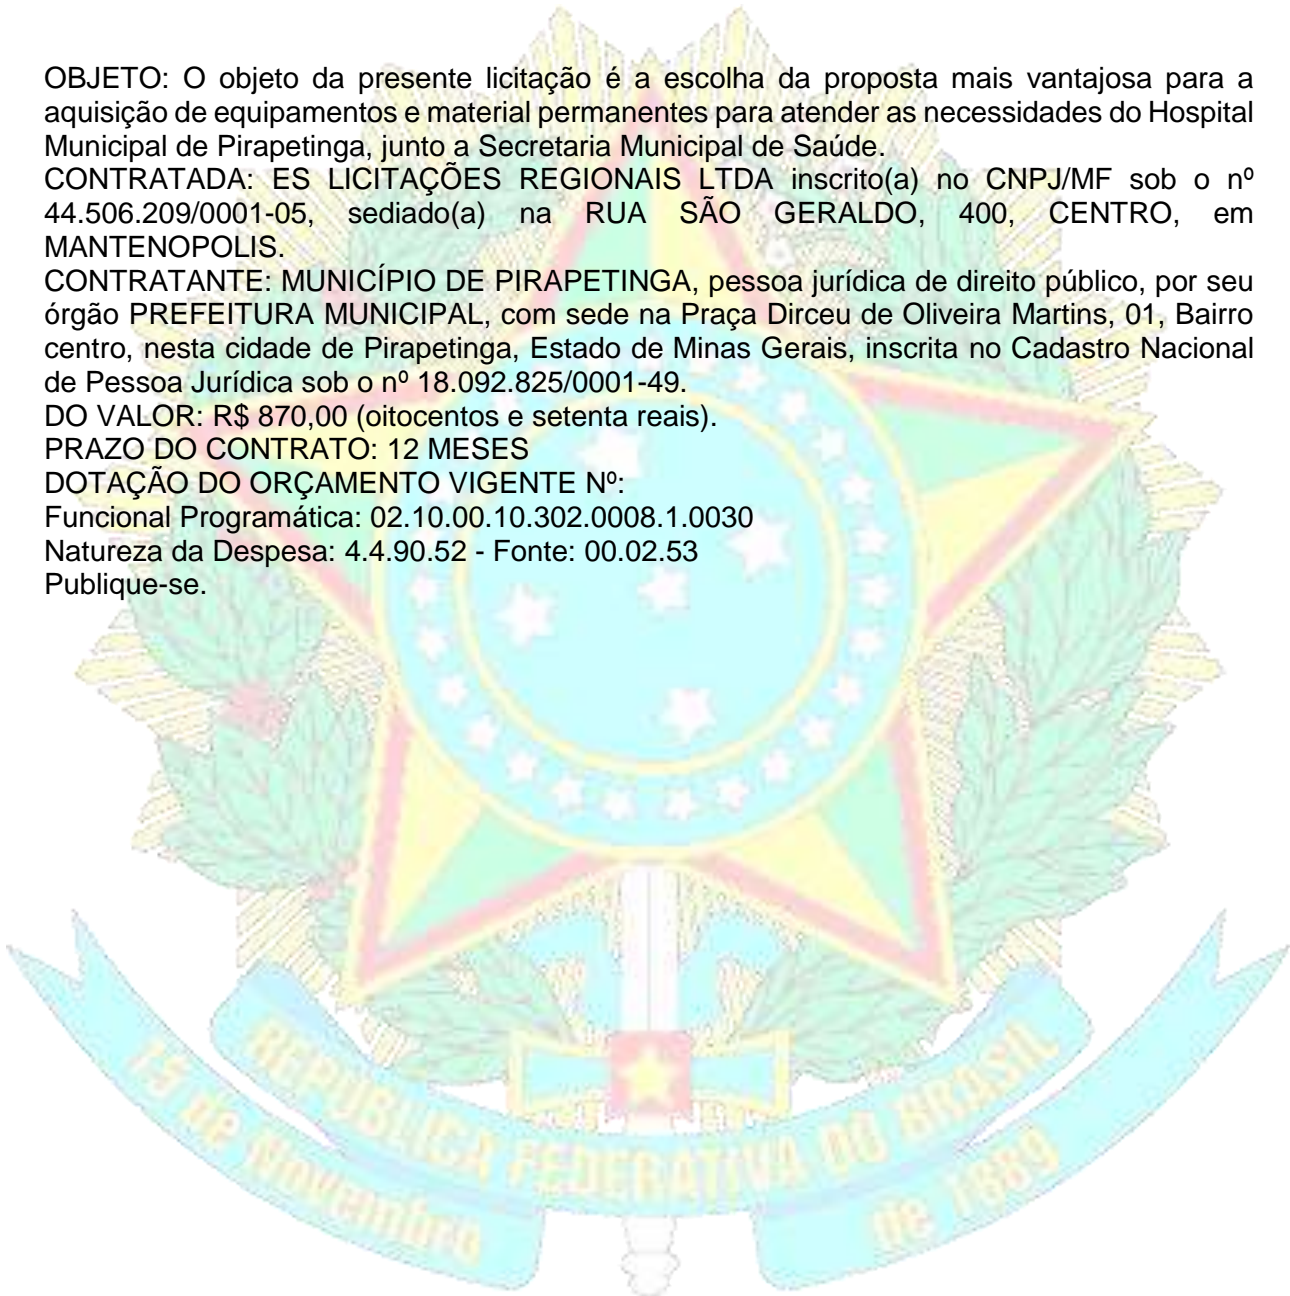 OBJETO: O objeto da presente licitação é a escolha da proposta mais vantajosa para a
aquisição de equipamentos e material permanentes para atender as necessidades do Hospital
Municipal de Pirapetinga, junto a Secretaria Municipal de Saúde.
CONTRATADA: ES LICITAÇÕES REGIONAIS LTDA inscrito(a) no CNPJ/MF sob o nº
44.506.209/0001-05, sediado(a) na RUA SÃO GERALDO, 400, CENTRO, em
MANTENOPOLIS.
CONTRATANTE: MUNICÍPIO DE PIRAPETINGA, pessoa jurídica de direito público, por seu
órgão PREFEITURA MUNICIPAL, com sede na Praça Dirceu de Oliveira Martins, 01, Bairro
centro, nesta cidade de Pirapetinga, Estado de Minas Gerais, inscrita no Cadastro Nacional
de Pessoa Jurídica sob o nº 18.092.825/0001-49.
DO VALOR: R$ 870,00 (oitocentos e setenta reais).
PRAZO DO CONTRATO: 12 MESES
DOTAÇÃO DO ORÇAMENTO VIGENTE Nº:
Funcional Programática: 02.10.00.10.302.0008.1.0030
Natureza da Despesa: 4.4.90.52 - Fonte: 00.02.53
Publique-se.
REPÚBLICA FEDERATIVA DO BRASIL
15 de Novembro de 1889